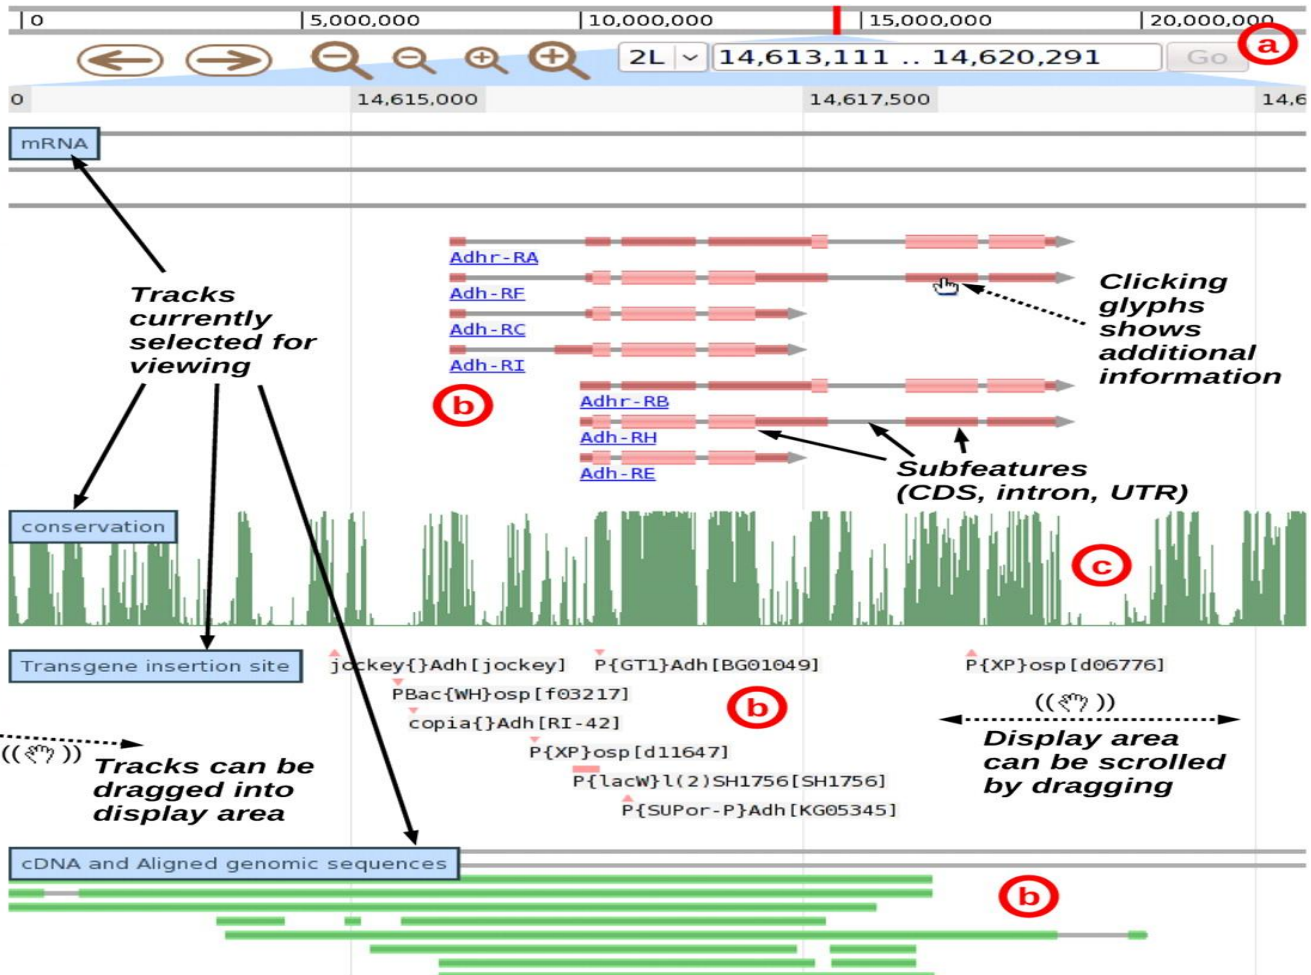 0 5,000,000 10,000,000 15,000,000 20,000,000
a
2L 14,613,111 .. 14,620,291 Go
0 14,615,000 14,617,500 14,6
mRNA
Adhr-RA
Adh-RF
Adh-RC
Adh-RI
Adhr-RB
Adh-RH
Adh-RE
b
Tracks
currently
selected for
viewing
Clicking
glyphs
shows
additional
information
Subfeatures
(CDS, intron, UTR)
conservation
c
Transgene insertion site
jockey{}Adh[jockey] P{GT1}Adh[BG01049] P{XP}osp[d06776]
PBac{WH}osp[f03217]
copia{}Adh[RI-42]
P{XP}osp[d11647]
P{lacW}l(2)SH1756[SH1756]
P{SUPor-P}Adh[KG05345]
b
Display area
can be scrolled
by dragging
Tracks can be
dragged into
display area
cDNA and Aligned genomic sequences
b